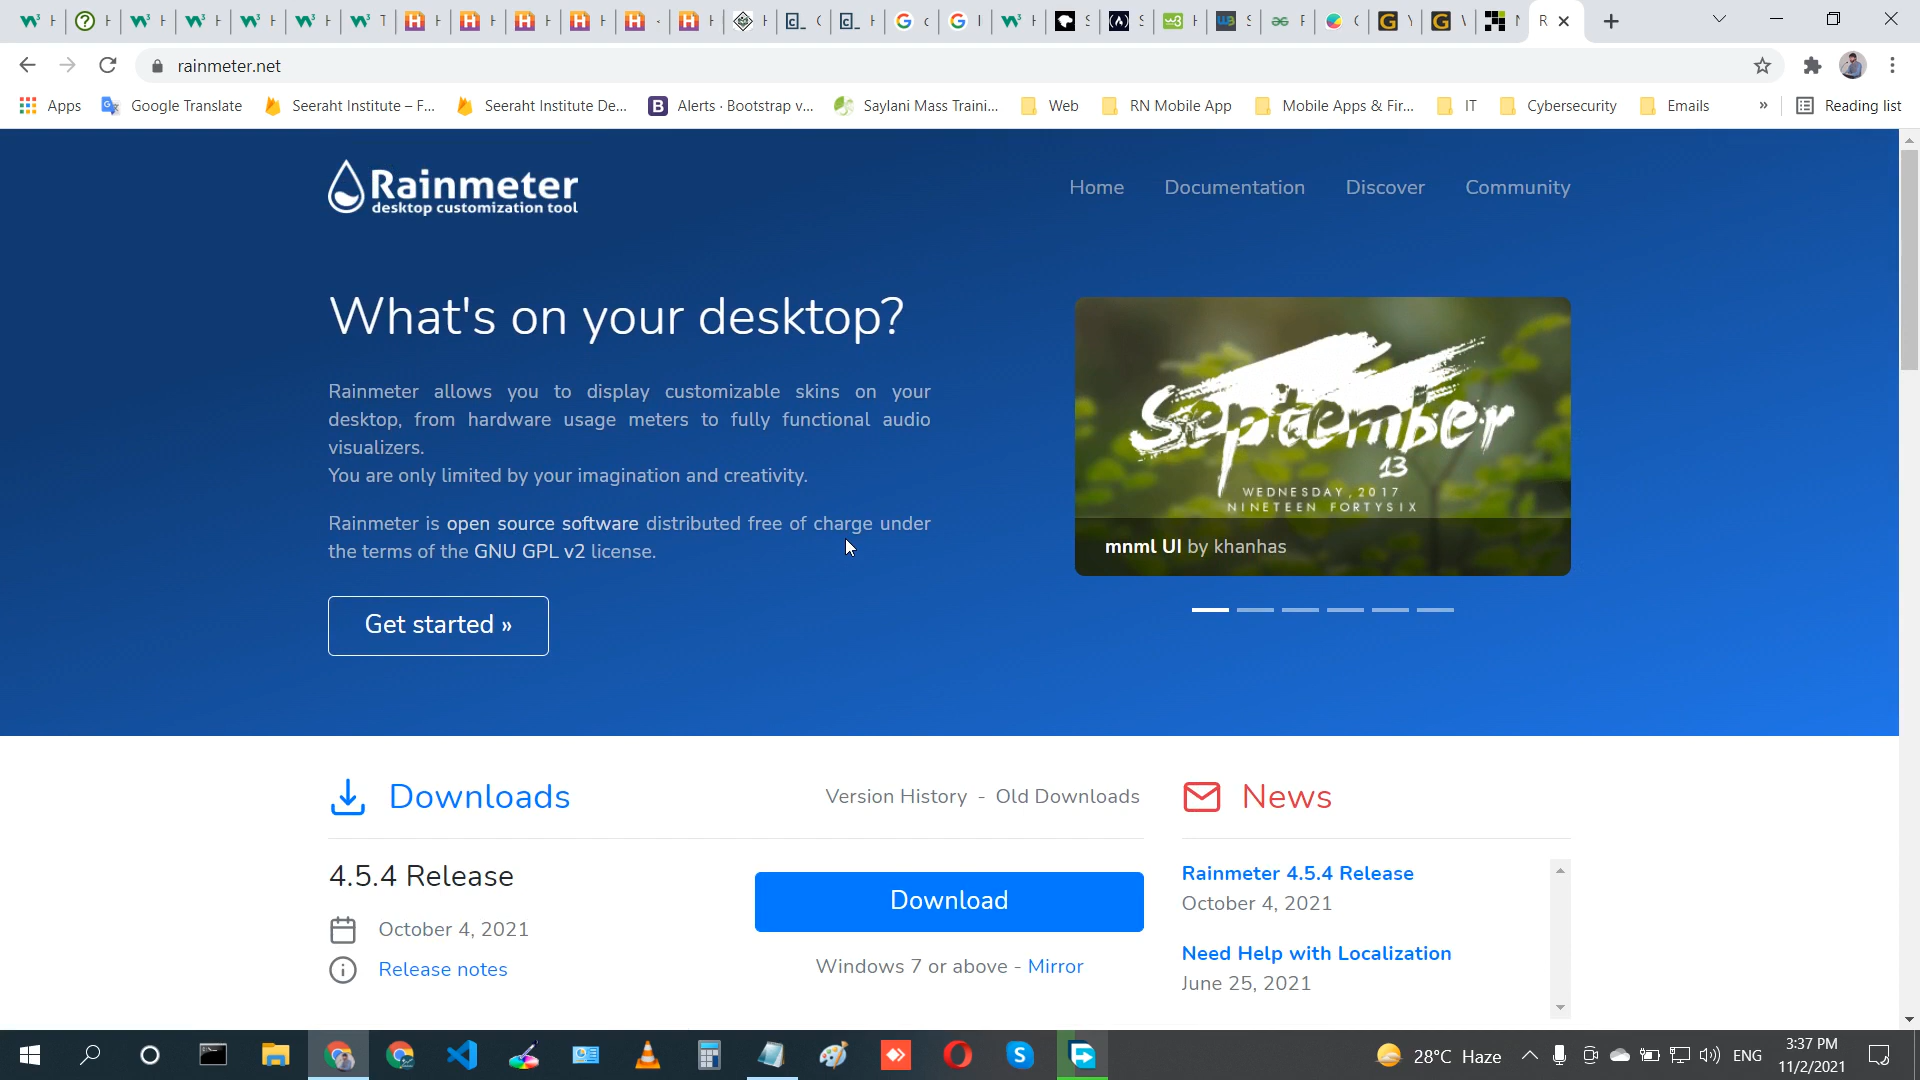 rainmeter.net
Apps
Google Translate
Seeraht Institute – F...
Seeraht Institute De...
Alerts · Bootstrap v...
Saylani Mass Traini...
Web
RN Mobile App
Mobile Apps & Fir...
IT
Cybersecurity
Emails
»
Reading list
Rainmeter
desktop customization tool
Home
Documentation
Discover
Community
What's on your desktop?
Rainmeter allows you to display customizable skins on your
desktop, from hardware usage meters to fully functional audio
visualizers.
You are only limited by your imagination and creativity.
Rainmeter is open source software distributed free of charge under
the terms of the GNU GPL v2 license.
Get started »
September
13
WEDNESDAY, 2017
NINETEEN FORTYSIX
mnml UI by khanhas
Downloads
Version History - Old Downloads
4.5.4 Release
October 4, 2021
Release notes
Download
Windows 7 or above - Mirror
News
Rainmeter 4.5.4 Release
October 4, 2021
Need Help with Localization
June 25, 2021
28°C Haze
ENG
3:37 PM
11/2/2021